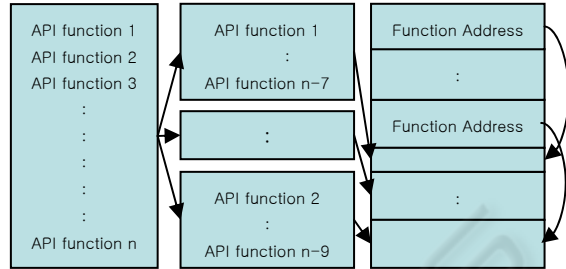 API function 1
API function 2
API function 3
:
:
:
:
:
API function n
API function 1
:
API function n-7
:
API function 2
:
API function n-9
Function Address
:
Function Address
: